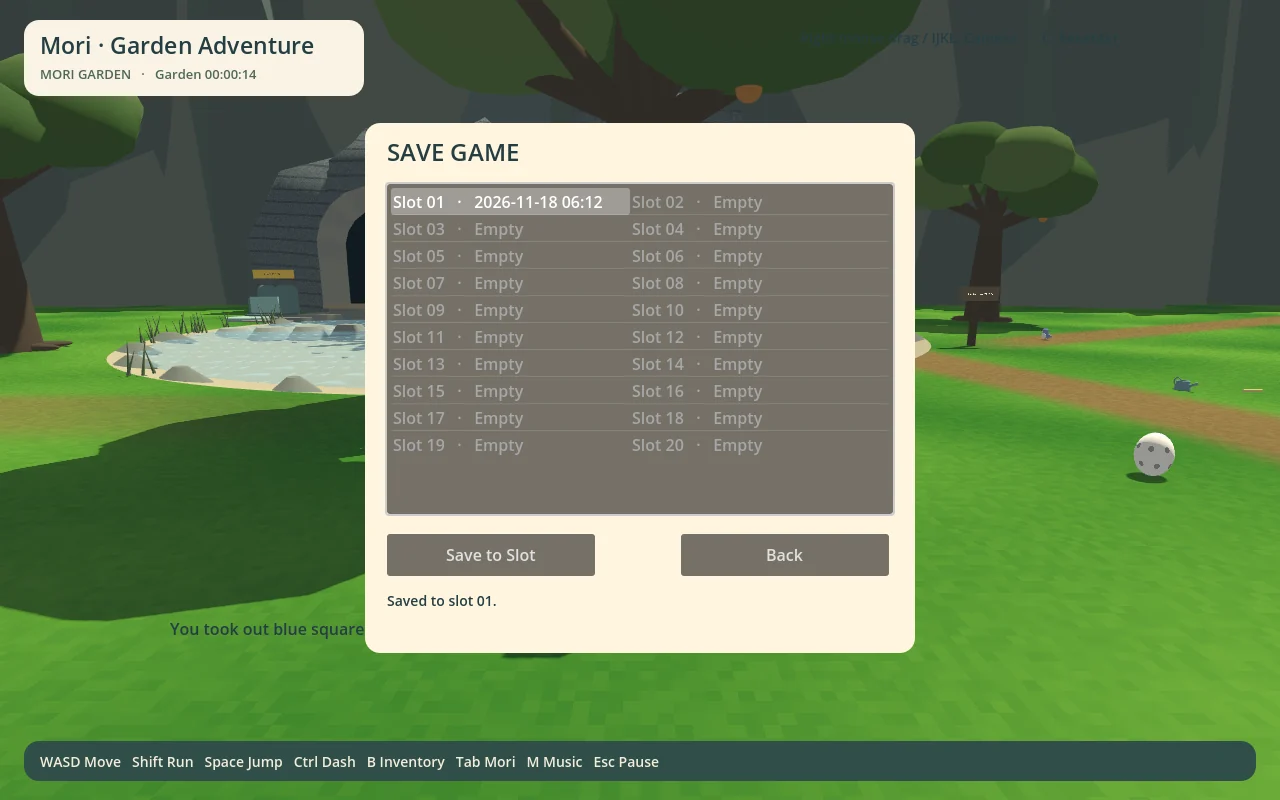 Mori · Garden Adventure
MORI GARDEN · Garden 00:00:14
SAVE GAME
Slot 01 · 2026-11-18 06:12 Slot 02 · Empty
Slot 03 · Empty Slot 04 · Empty
Slot 05 · Empty Slot 06 · Empty
Slot 07 · Empty Slot 08 · Empty
Slot 09 · Empty Slot 10 · Empty
Slot 11 · Empty Slot 12 · Empty
Slot 13 · Empty Slot 14 · Empty
Slot 15 · Empty Slot 16 · Empty
Slot 17 · Empty Slot 18 · Empty
Slot 19 · Empty Slot 20 · Empty
Save to Slot Back
Saved to slot 01.
You took out blue square
WASD Move Shift Run Space Jump Ctrl Dash B Inventory Tab Mori M Music Esc Pause